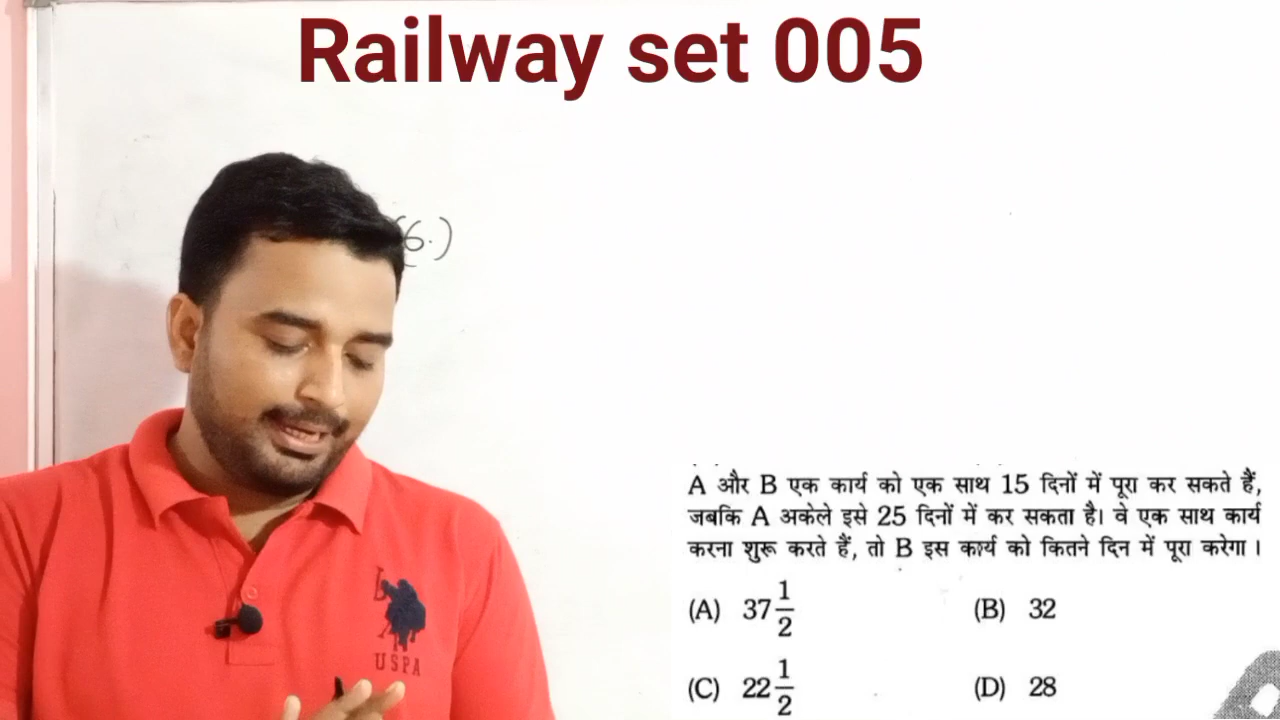 Railway set 005
(6.)
A और B एक कार्य को एक साथ 15 दिनों में पूरा कर सकते हैं,
जबकि A अकेले इसे 25 दिनों में कर सकता है। वे एक साथ कार्य
करना शुरू करते हैं, तो B इस कार्य को कितने दिन में पूरा करेगा ।
(A) 37 1/2 (B) 32
(C) 22 1/2 (D) 28
USPA